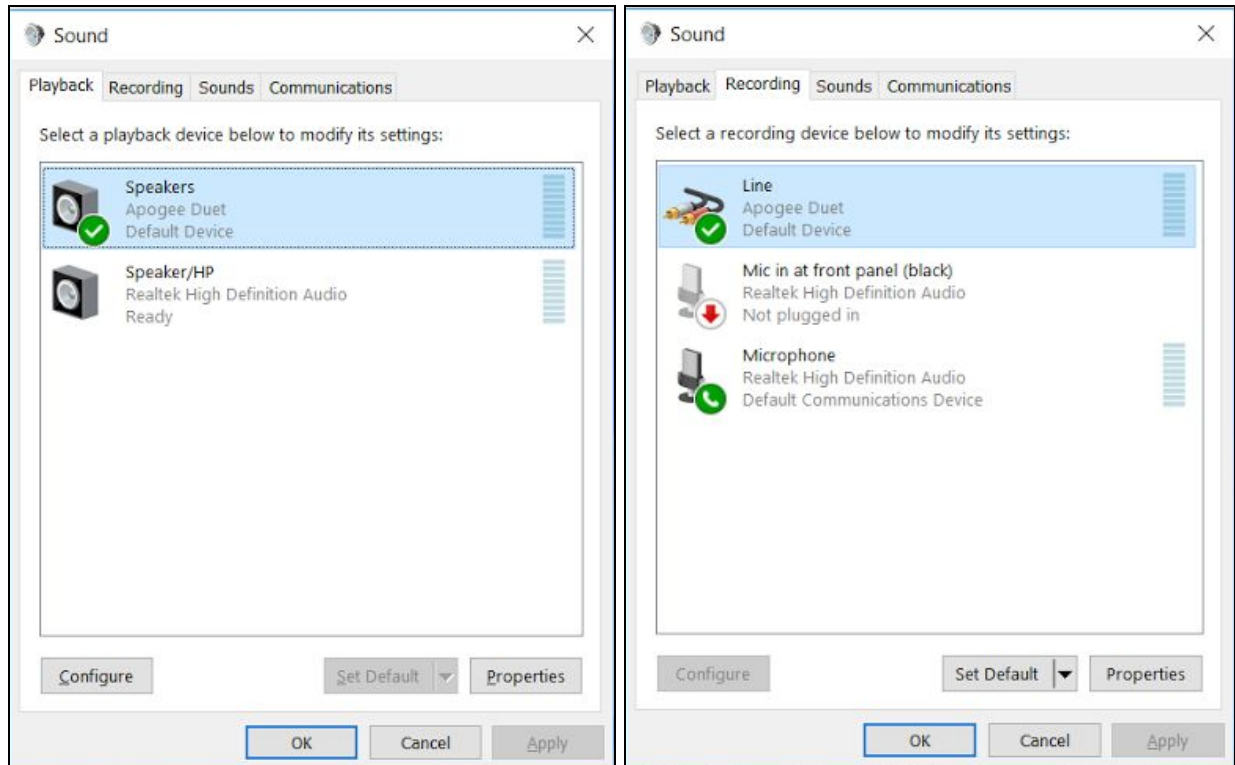 Sound
Playback Recording Sounds Communications
Select a playback device below to modify its settings:
Speakers
Apogee Duet
Default Device
Speaker/HP
Realtek High Definition Audio
Ready
Configure Set Default Properties
OK Cancel Apply
Sound
Playback Recording Sounds Communications
Select a recording device below to modify its settings:
Line
Apogee Duet
Default Device
Mic in at front panel (black)
Realtek High Definition Audio
Not plugged in
Microphone
Realtek High Definition Audio
Default Communications Device
Configure Set Default Properties
OK Cancel Apply